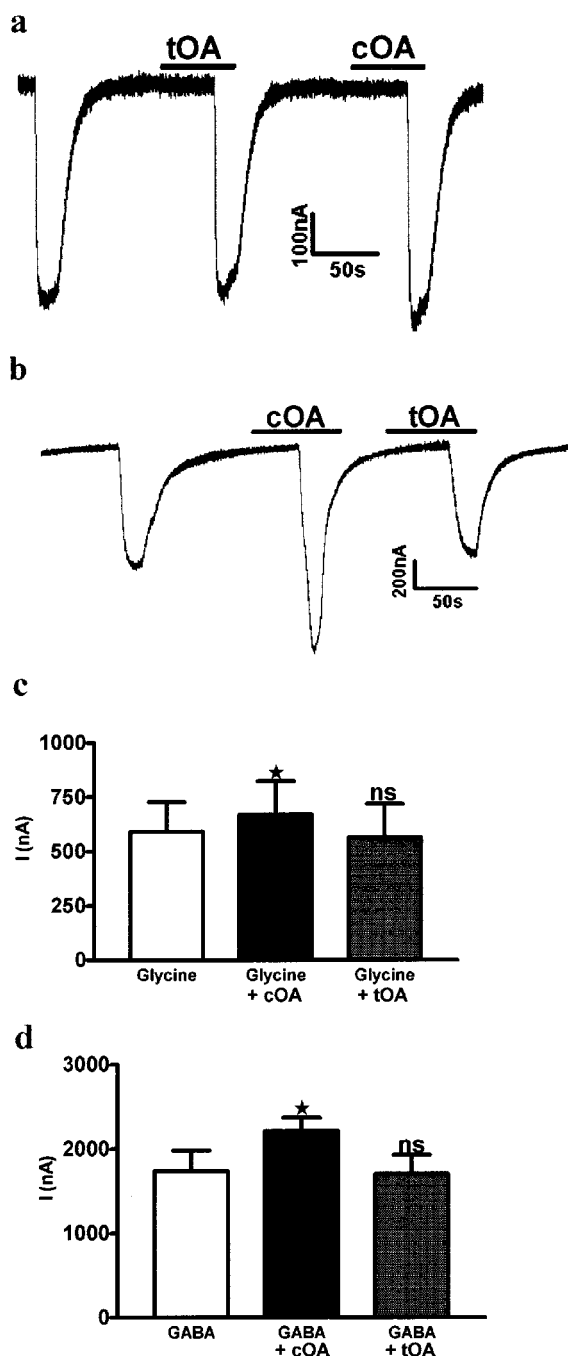 a
tOA
cOA
100nA
50s
b
cOA
tOA
200nA
50s
c
1000
750
500
250
0
I (nA)
★
ns
Glycine
Glycine
+ cOA
Glycine
+ tOA
d
3000
2000
1000
0
I (nA)
★
ns
GABA
GABA
+ cOA
GABA
+ tOA